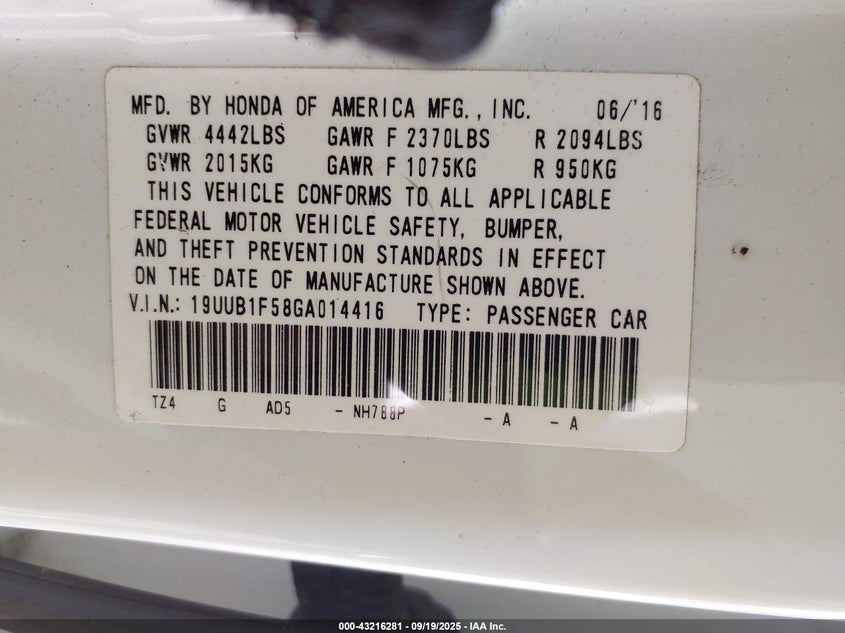 MFD. BY HONDA OF AMERICA MFG., INC. 06/'16
GVWR 4442LBS GAWR F 2370LBS R 2094LBS
GVWR 2015KG GAWR F 1075KG R 950KG
THIS VEHICLE CONFORMS TO ALL APPLICABLE
FEDERAL MOTOR VEHICLE SAFETY, BUMPER,
AND THEFT PREVENTION STANDARDS IN EFFECT
ON THE DATE OF MANUFACTURE SHOWN ABOVE.
V.I.N.: 19UUB1F58GA014416 TYPE: PASSENGER CAR
TZ4 G AD5 - NH788P - A - A
000-43216281 | 09/19/2025 - IAA Inc.